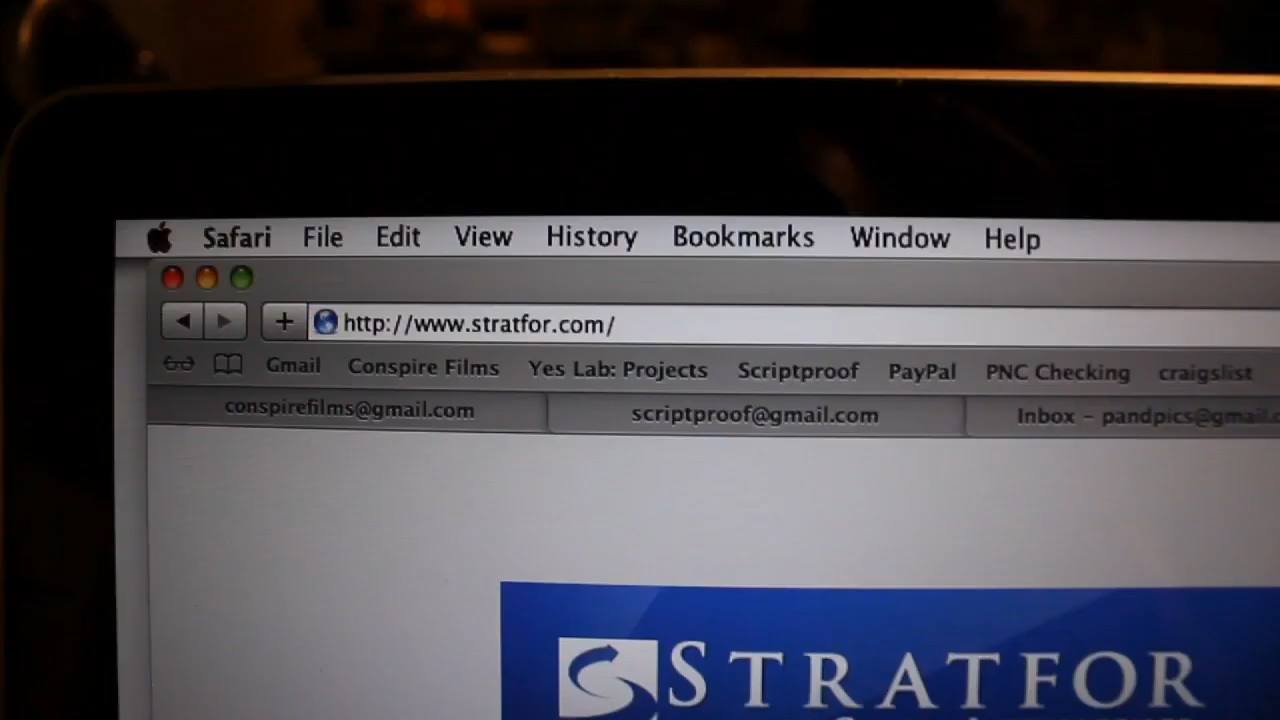 Safari File Edit View History Bookmarks Window Help
http://www.stratfor.com/
Gmail Conspire Films Yes Lab: Projects Scriptproof PayPal PNC Checking craigslist
conspirefilms@gmail.com scriptproof@gmail.com Inbox – pandpics@gmail.c
STRATFOR